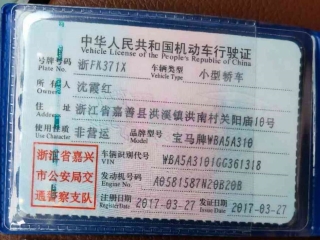 中华人民共和国机动车行驶证
Vehicle License of the People's Republic of China
号牌号码 浙FK371X 车辆类型 小型轿车
Plate No. Vehicle Type
所有人 沈霞红
Owner
住址 浙江省嘉善县洪溪镇洪南村关阳庙10号
Address
使用性质 非营运 品牌型号 宝马牌WBA5A310
Use Character Model
浙江省嘉兴
市公安局交
通警察支队
车辆识别代号 WBA5A3101GG361318
VIN
发动机号码 A0581587N20B20B
Engine No.
注册日期 2017-03-27 发证日期 2017-03-27
Register Date Issue Date